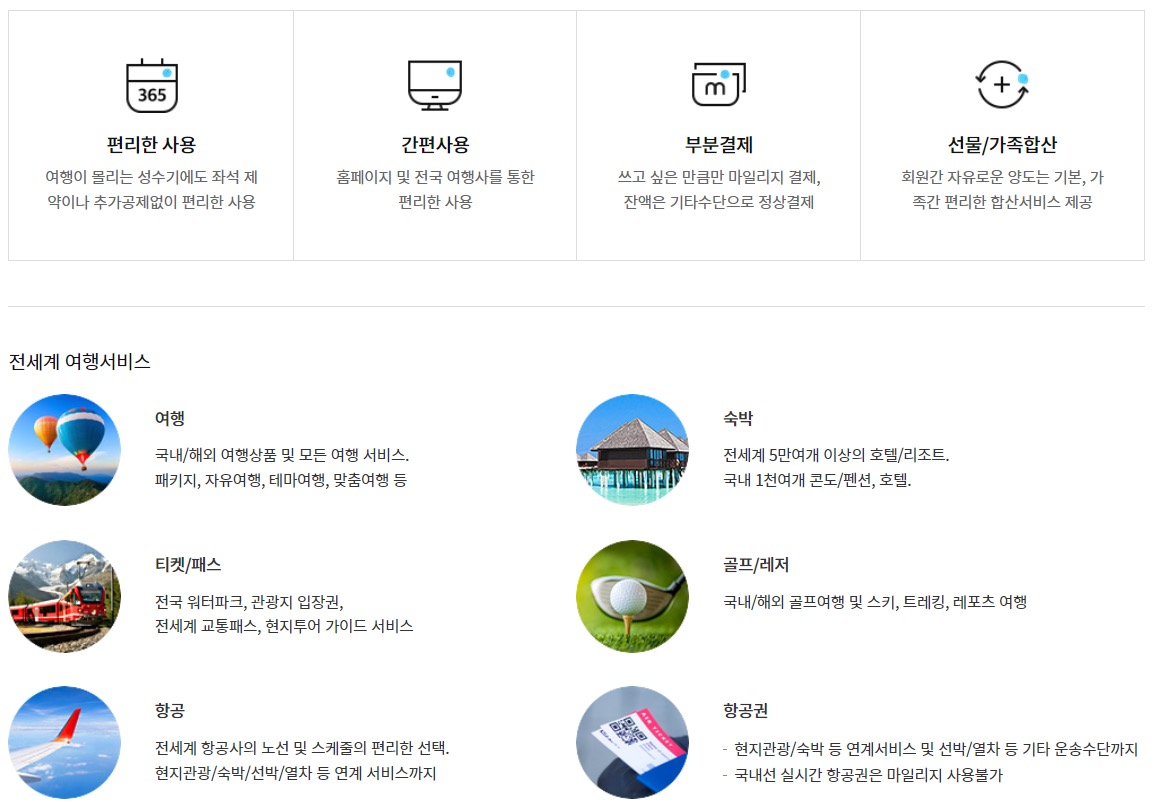 365
편리한 사용
여행이 몰리는 성수기에도 좌석 제
약이나 추가공제없이 편리한 사용
간편사용
홈페이지 및 전국 여행사를 통한
편리한 사용
m
부분결제
쓰고 싶은 만큼만 마일리지 결제,
잔액은 기타수단으로 정상결제
선물/가족합산
회원간 자유로운 양도는 기본, 가
족간 편리한 합산서비스 제공
전세계 여행서비스
여행
국내/해외 여행상품 및 모든 여행 서비스.
패키지, 자유여행, 테마여행, 맞춤여행 등
숙박
전세계 5만여개 이상의 호텔/리조트.
국내 1천여개 콘도/펜션, 호텔.
티켓/패스
전국 워터파크, 관광지 입장권,
전세계 교통패스, 현지투어 가이드 서비스
골프/레저
국내/해외 골프여행 및 스키, 트레킹, 레포츠 여행
항공
전세계 항공사의 노선 및 스케줄의 편리한 선택.
현지관광/숙박/선박/열차 등 연계 서비스까지
항공권
- 현지관광/숙박 등 연계서비스 및 선박/열차 등 기타 운송수단까지
- 국내선 실시간 항공권은 마일리지 사용불가